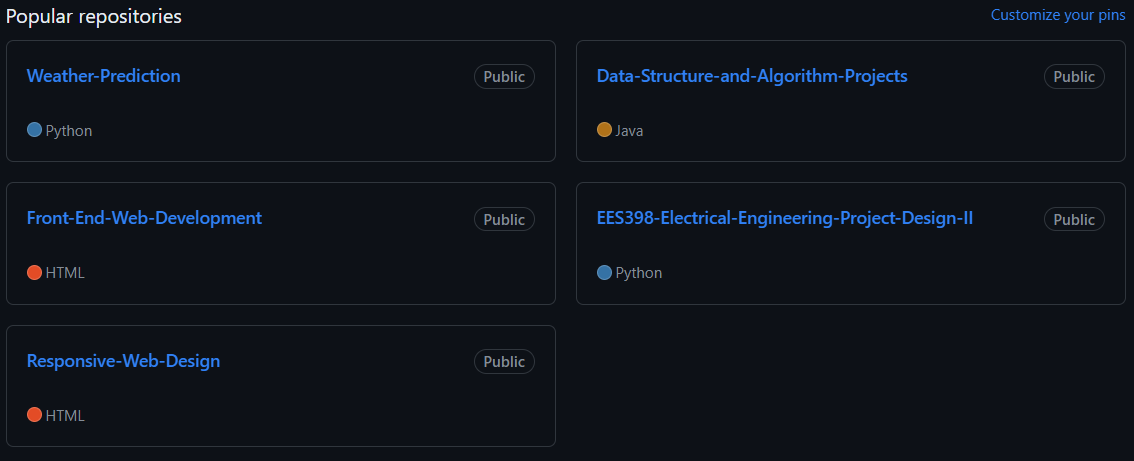 Popular repositories
Customize your pins
Weather-Prediction
Public
Python
Data-Structure-and-Algorithm-Projects
Public
Java
Front-End-Web-Development
Public
HTML
EES398-Electrical-Engineering-Project-Design-II
Public
Python
Responsive-Web-Design
Public
HTML